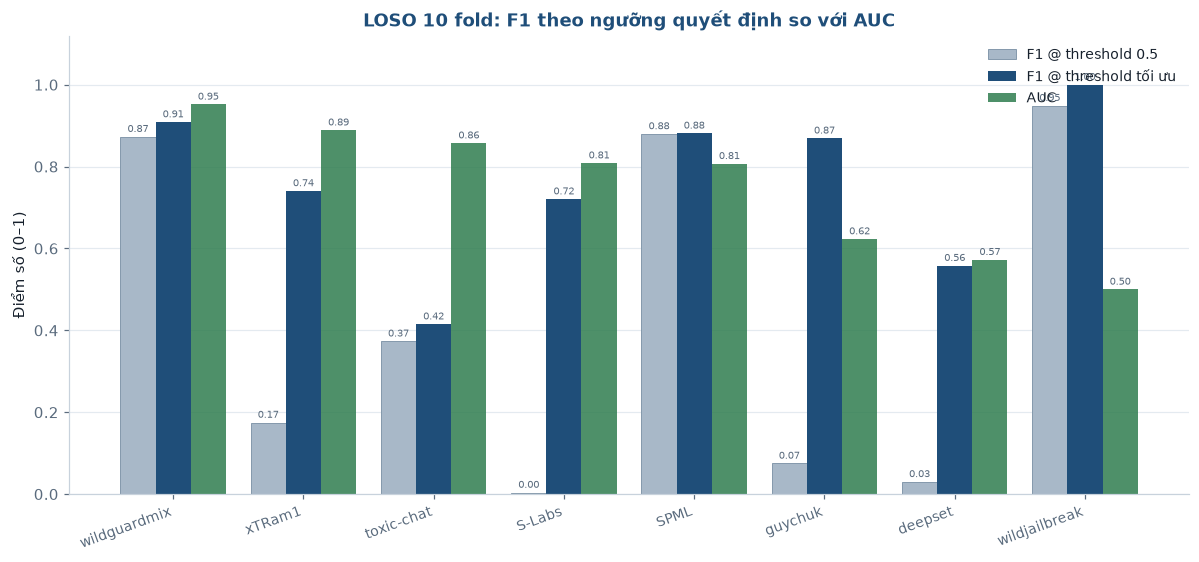 LOSO 10 fold: F1 theo ngưỡng quyết định so với AUC
F1 @ threshold 0.5
F1 @ threshold tối ưu
AUC
Điểm số (0–1)
1.0
0.8
0.6
0.4
0.2
0.0
0.87 0.91 0.95
0.17 0.74 0.89
0.37 0.42 0.86
0.00 0.72 0.81
0.88 0.88 0.81
0.07 0.87 0.62
0.03 0.56 0.57
0.95 0.50
wildguardmix
xTRam1
toxic-chat
S-Labs
SPML
guychuk
deepset
wildjailbreak